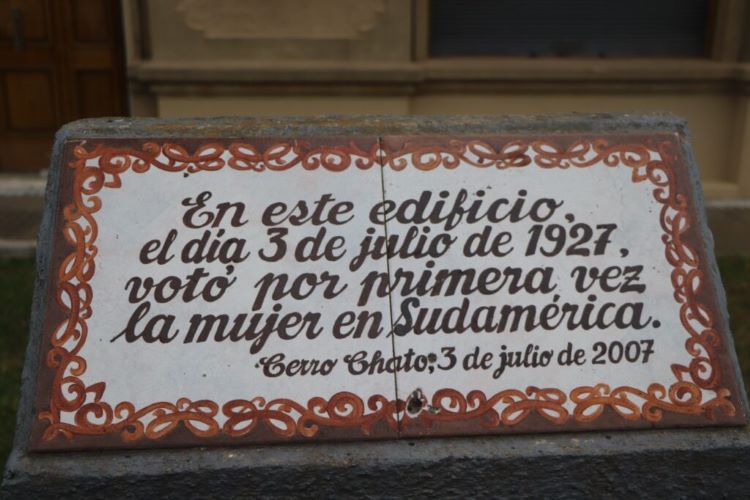 En este edificio,
el día 3 de julio de 1927,
votó por primera vez
la mujer en Sudamérica.
Cerro Chato, 3 de julio de 2007